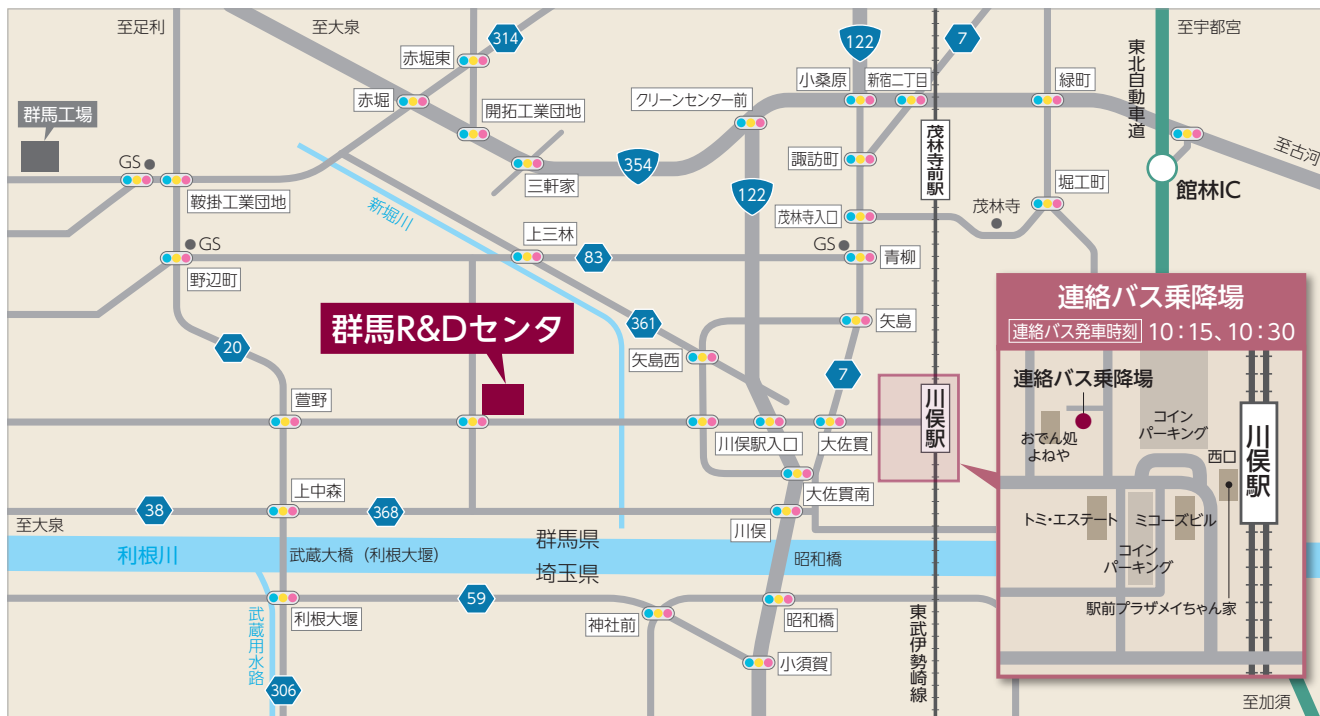 至足利
至大泉
314
122
7
至宇都宮
東北自動車道
赤堀東
小桑原
新宿二丁目
緑町
赤堀
クリーンセンター前
群馬工場
開拓工業団地
茂林寺前駅
至古河
GS
354
三軒家
諏訪町
館林IC
鞍掛工業団地
新堀川
122
茂林寺入口
茂林寺
堀工町
GS
上三林
83
GS
青柳
野辺町
群馬R&Dセンタ
361
矢島
20
矢島西
7
萱野
川俣駅入口
大佐貫
川俣駅
上中森
大佐貫南
38
368
川俣
至大泉
利根川
武蔵大橋（利根大堰）
群馬県
埼玉県
昭和橋
武蔵用水路
利根大堰
59
神社前
昭和橋
東武伊勢崎線
小須賀
306
至加須
連絡バス乗降場
連絡バス発車時刻 10：15、10：30
連絡バス乗降場
おでん処
よねや
コイン
パーキング
西口
川俣駅
トミ・エステート
ミコーズビル
コイン
パーキング
駅前プラザメイちゃん家